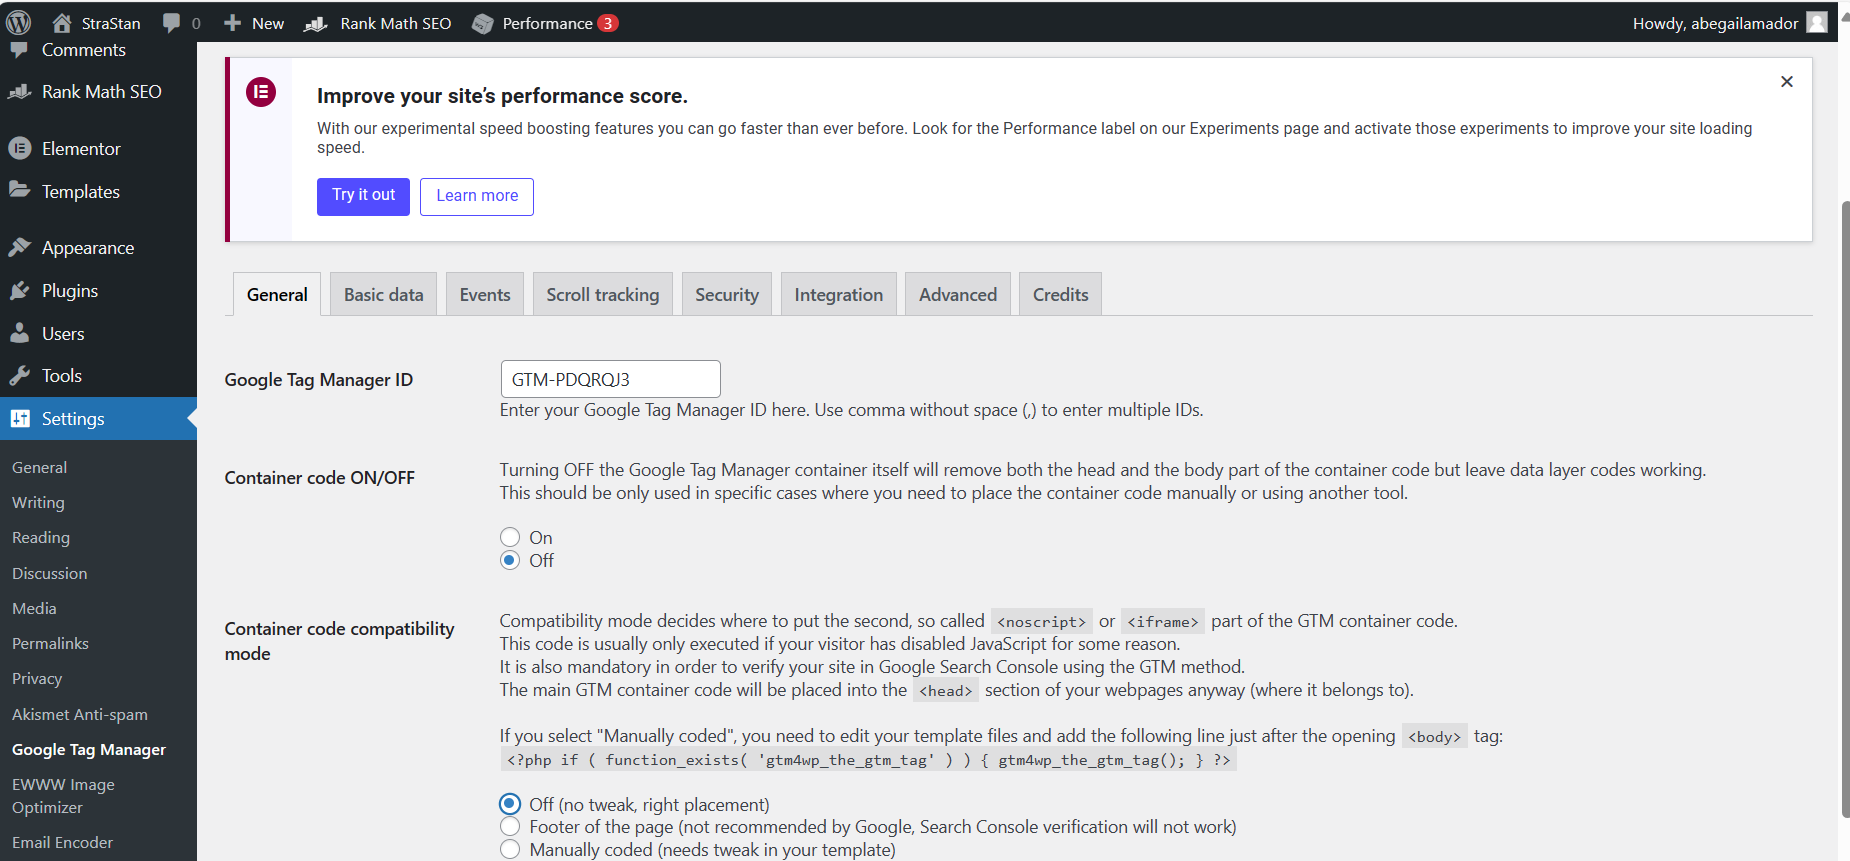 StraStan
0
New
Rank Math SEO
Performance 3
Howdy, abegailamador
Comments
Rank Math SEO
Elementor
Templates
Appearance
Plugins
Users
Tools
Settings
General
Writing
Reading
Discussion
Media
Permalinks
Privacy
Akismet Anti-spam
Google Tag Manager
EWWW Image
Optimizer
Email Encoder
Improve your site's performance score.
With our experimental speed boosting features you can go faster than ever before. Look for the Performance label on our Experiments page and activate those experiments to improve your site loading
speed.
Try it out
Learn more
General
Basic data
Events
Scroll tracking
Security
Integration
Advanced
Credits
Google Tag Manager ID
GTM-PDQRQJ3
Enter your Google Tag Manager ID here. Use comma without space (,) to enter multiple IDs.
Container code ON/OFF
Turning OFF the Google Tag Manager container itself will remove both the head and the body part of the container code but leave data layer codes working.
This should be only used in specific cases where you need to place the container code manually or using another tool.
On
Off
Container code compatibility
mode
Compatibility mode decides where to put the second, so called <noscript> or <iframe> part of the GTM container code.
This code is usually only executed if your visitor has disabled JavaScript for some reason.
It is also mandatory in order to verify your site in Google Search Console using the GTM method.
The main GTM container code will be placed into the <head> section of your webpages anyway (where it belongs to).
If you select "Manually coded", you need to edit your template files and add the following line just after the opening <body> tag:
<?php if ( function_exists( 'gtm4wp_the_gtm_tag' ) ) { gtm4wp_the_gtm_tag(); } ?>
Off (no tweak, right placement)
Footer of the page (not recommended by Google, Search Console verification will not work)
Manually coded (needs tweak in your template)